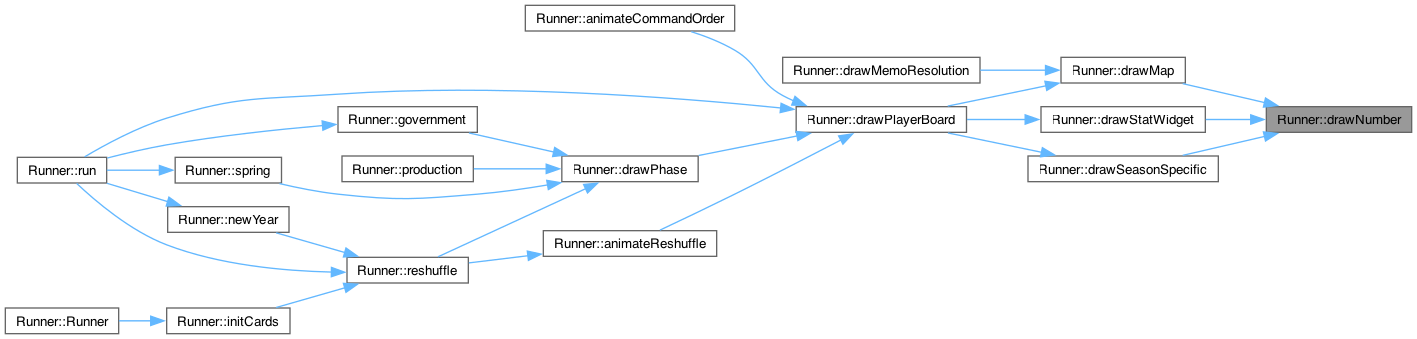 Runner::animateCommandOrder
Runner::drawMemoResolution
Runner::drawMap
Runner::government
Runner::drawPlayerBoard
Runner::drawStatWidget
Runner::drawNumber
Runner::run
Runner::spring
Runner::production
Runner::drawPhase
Runner::drawSeasonSpecific
Runner::newYear
Runner::animateReshuffle
Runner::reshuffle
Runner::Runner
Runner::initCards